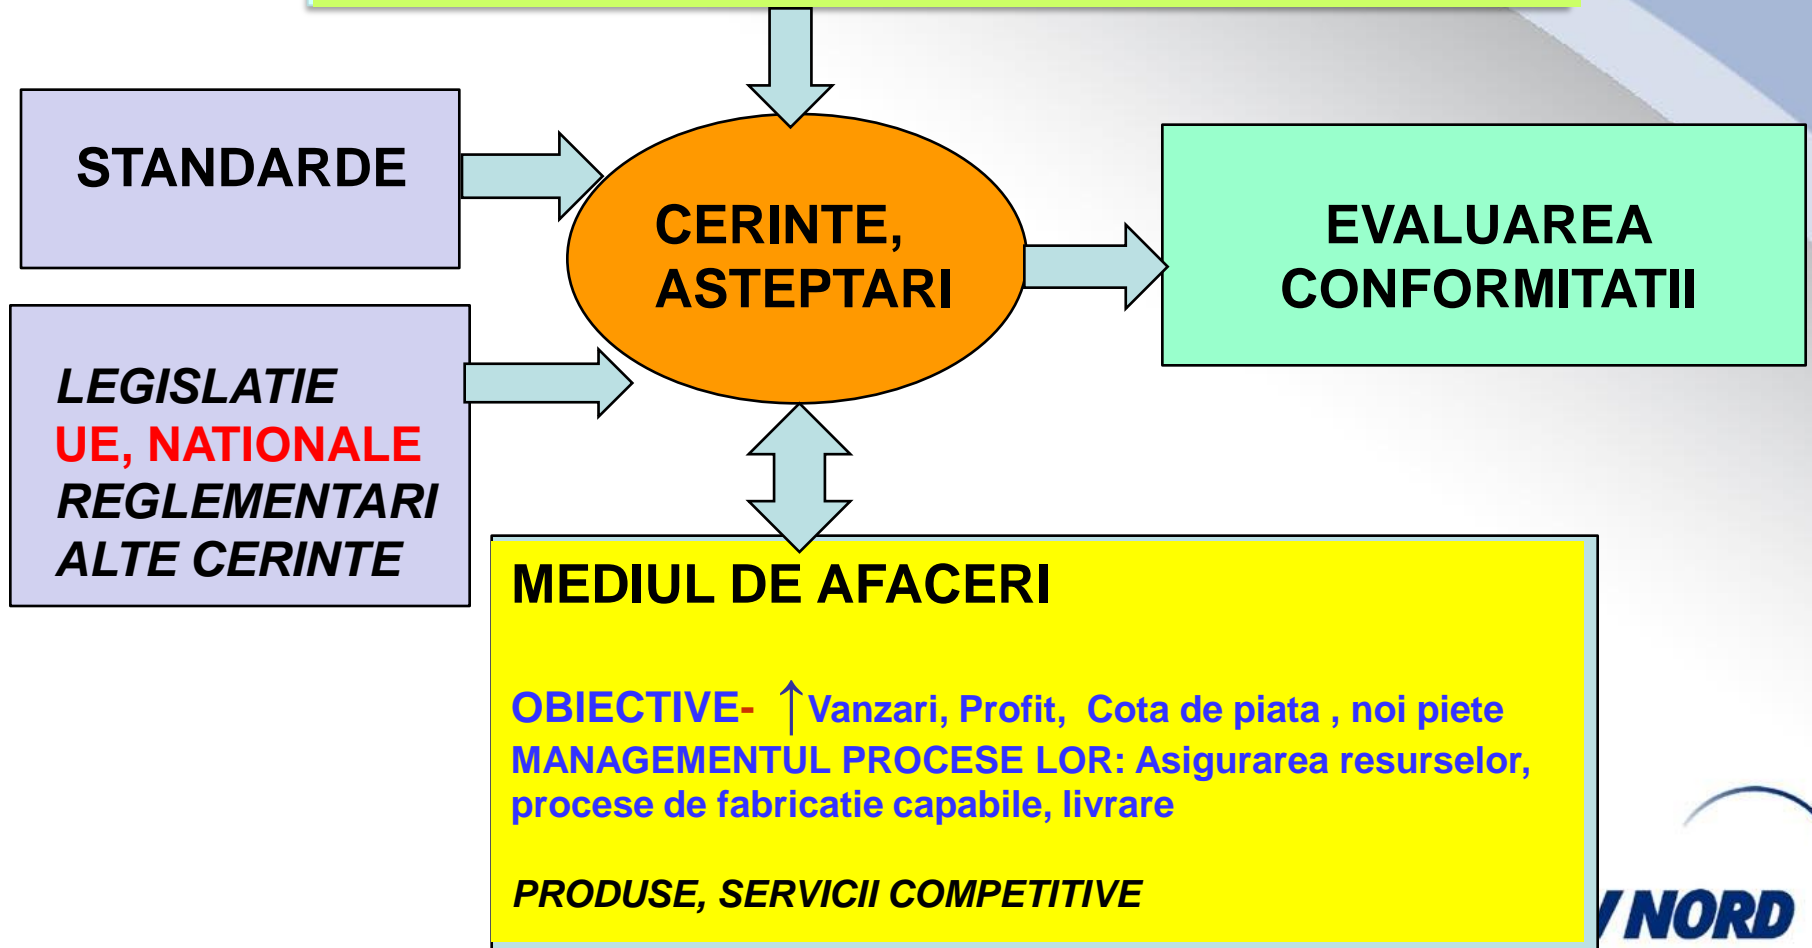 STANDARDE
CERINTE,
ASTEPTARI
EVALUAREA
CONFORMITATII
LEGISLATIE
UE, NATIONALE
REGLEMENTARI
ALTE CERINTE
MEDIUL DE AFACERI
OBIECTIVE- ↑Vanzari, Profit, Cota de piata , noi piete
MANAGEMENTUL PROCESE LOR: Asigurarea resurselor,
procese de fabricatie capabile, livrare
PRODUSE, SERVICII COMPETITIVE
NORD